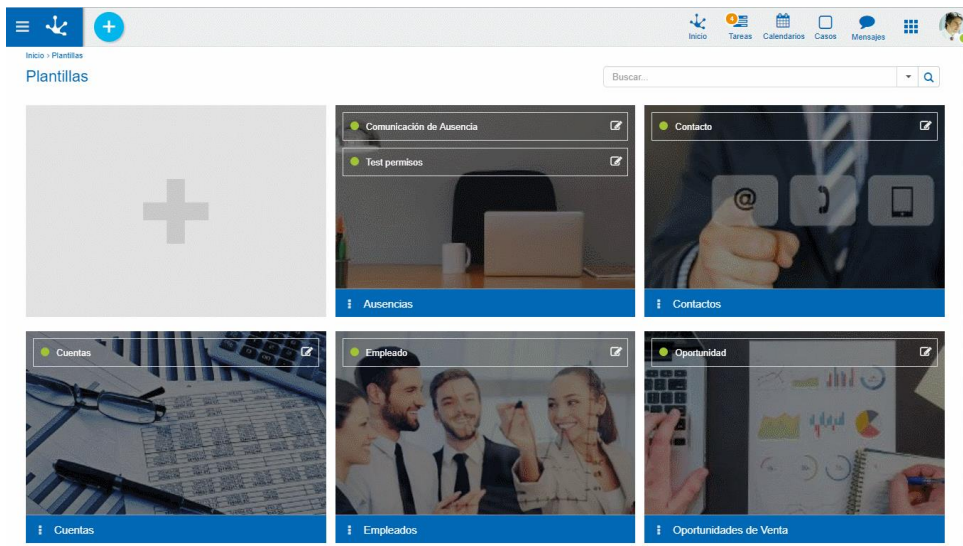 4
Inicio
Tareas
Calendarios
Casos
Mensajes
Inicio > Plantillas
Plantillas
Buscar...
Comunicación de Ausencia
Test permisos
Ausencias
Contacto
@
Contactos
Cuentas
Cuentas
Empleado
Empleados
Oportunidad
Oportunidades de Venta